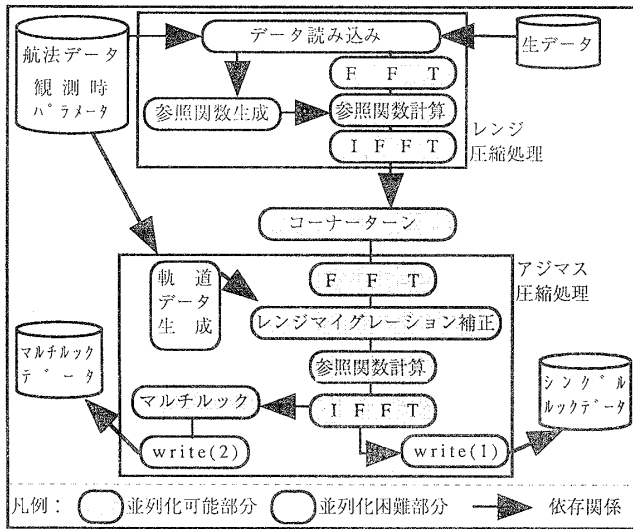 航法データ
観測時
パラメータ
データ読み込み
生データ
F F T
参照関数生成
参照関数計算
I F F T
レンジ
圧縮処理
コーナーターン
アジマス
圧縮処理
軌道
データ
生成
F F T
レンジマイグレーション補正
参照関数計算
マルチルック
データ
マルチルック
I F F T
シングル
ルックデータ
write(2)
write(1)
凡例： 並列化可能部分 並列化困難部分 依存関係